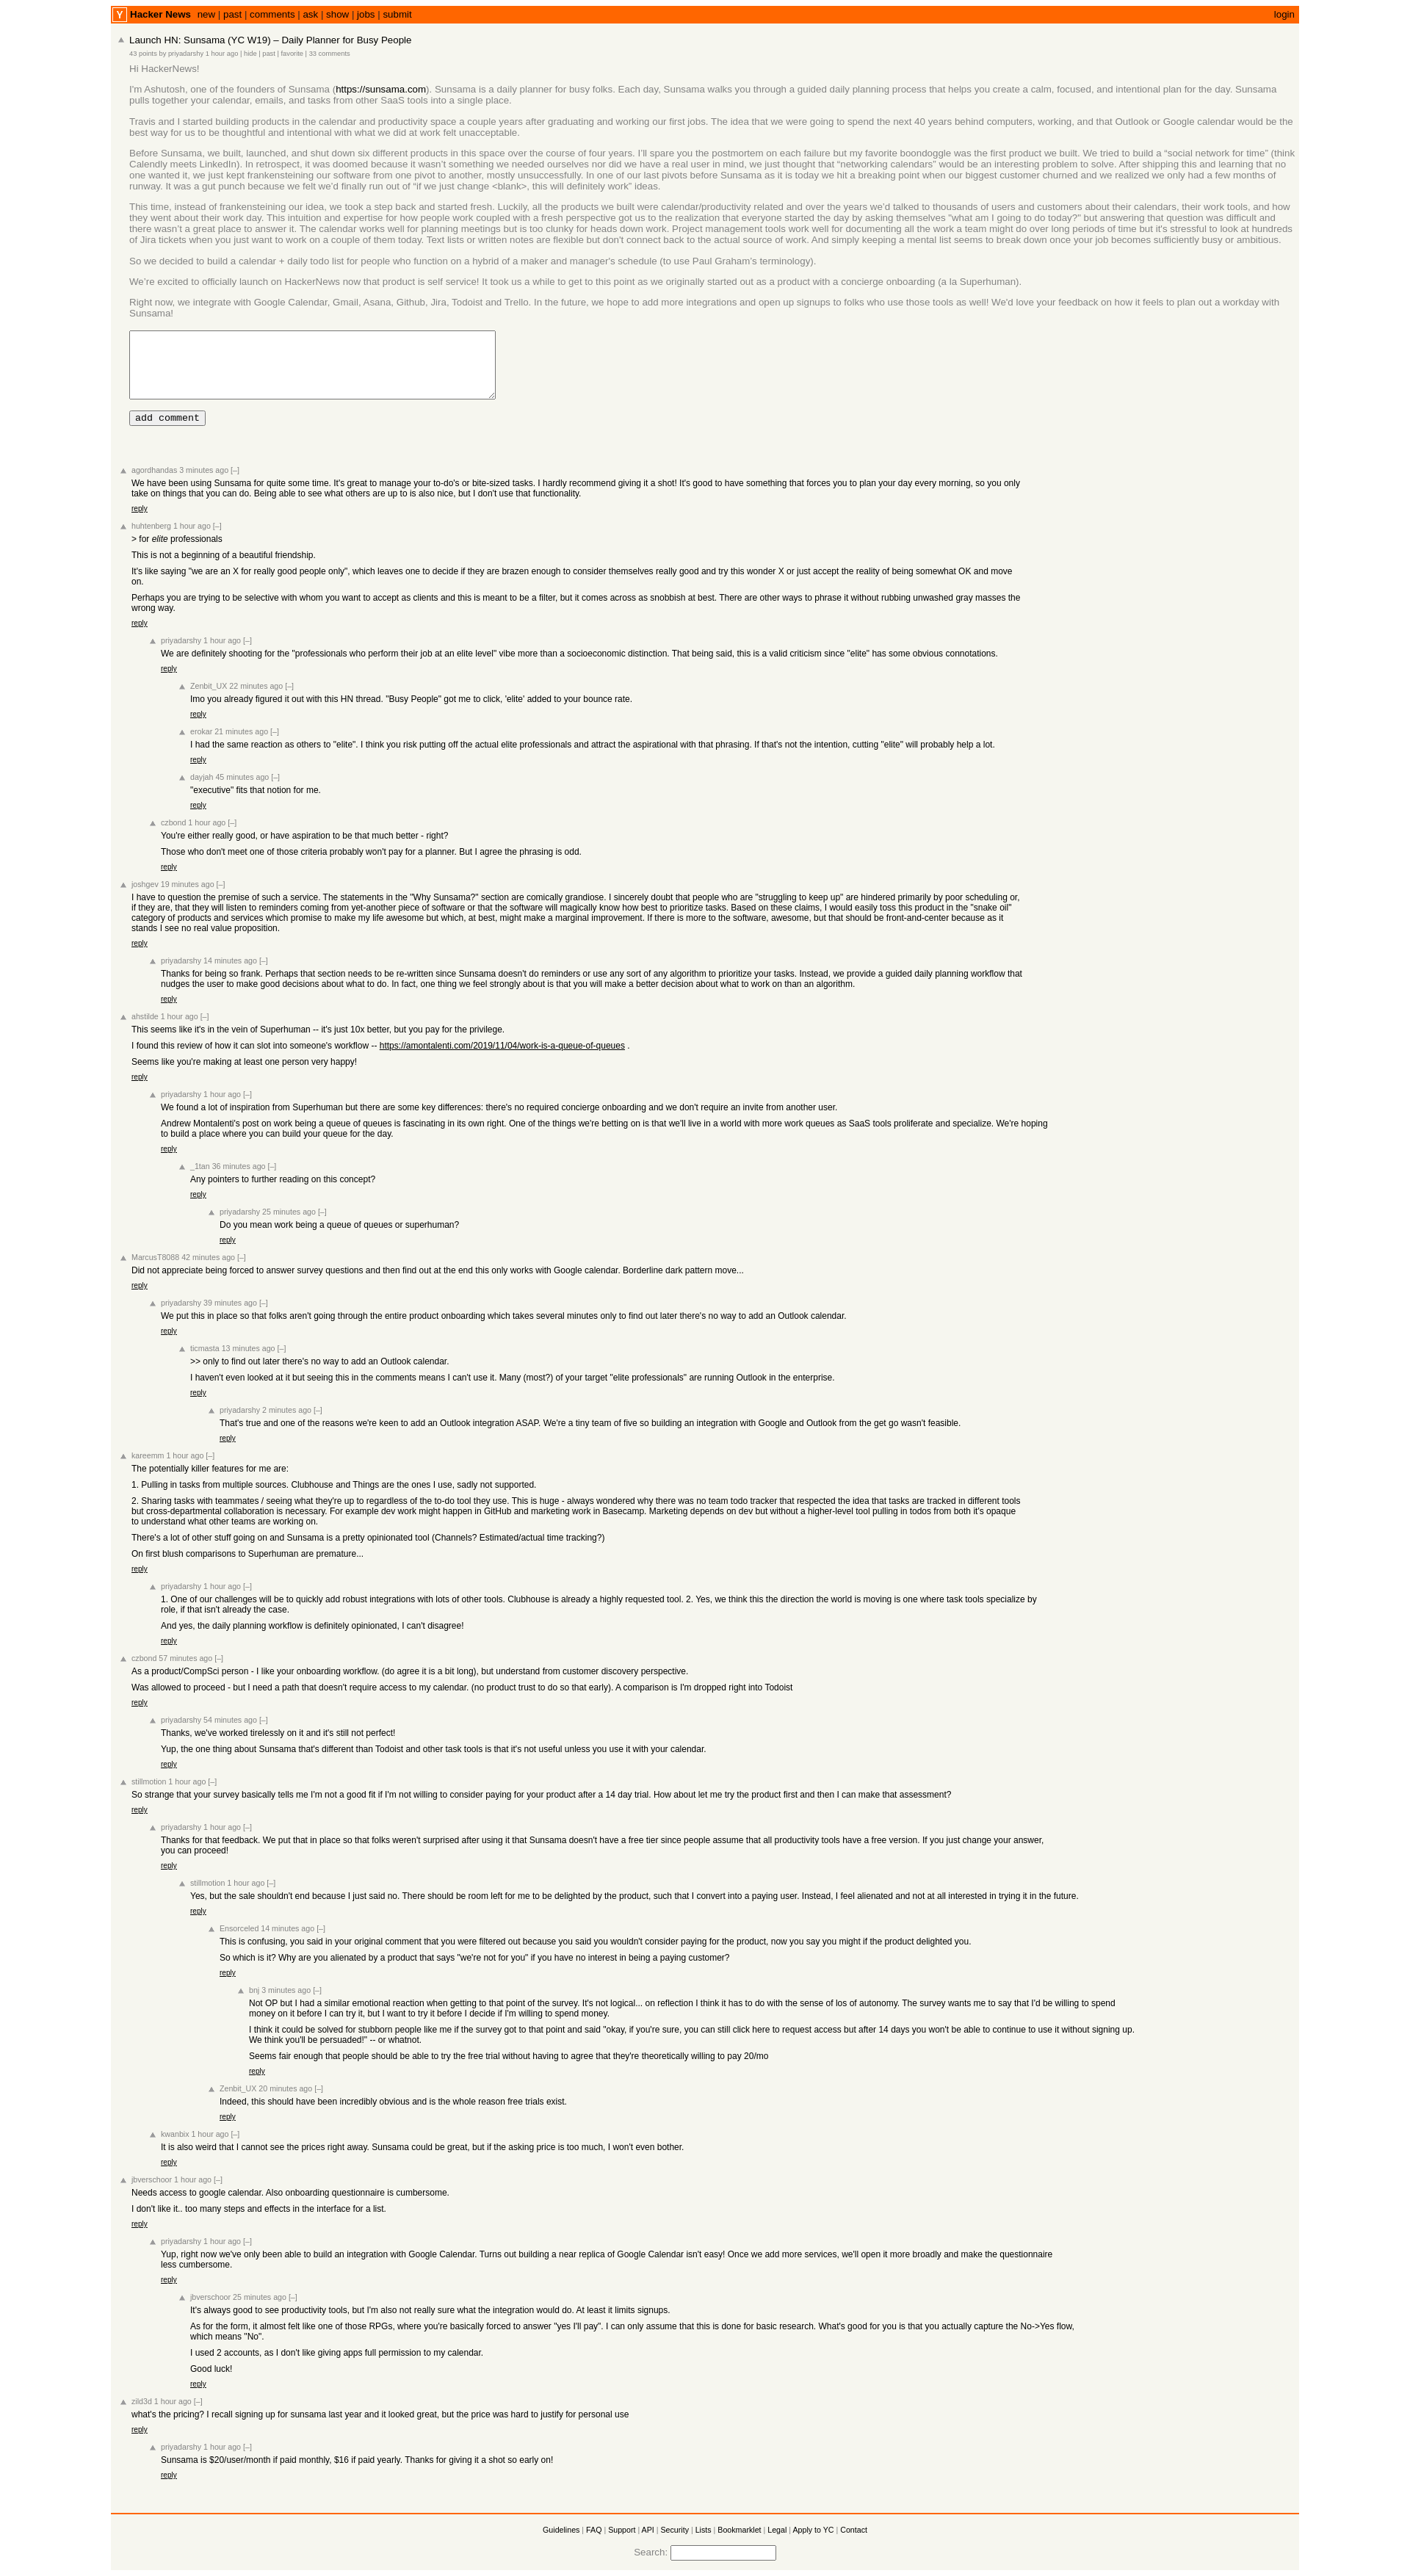 Y Hacker News new | past | comments | ask | show | jobs | submit login
Launch HN: Sunsama (YC W19) – Daily Planner for Busy People
43 points by priyadarshy 1 hour ago | hide | past | favorite | 33 comments
Hi HackerNews!
I'm Ashutosh, one of the founders of Sunsama (https://sunsama.com). Sunsama is a daily planner for busy folks. Each day, Sunsama walks you through a guided daily planning process that helps you create a calm, focused, and intentional plan for the day. Sunsama
pulls together your calendar, emails, and tasks from other SaaS tools into a single place.
Travis and I started building products in the calendar and productivity space a couple years after graduating and working our first jobs. The idea that we were going to spend the next 40 years behind computers, working, and that Outlook or Google calendar would be the
best way for us to be thoughtful and intentional with what we did at work felt unacceptable.
Before Sunsama, we built, launched, and shut down six different products in this space over the course of four years. I’ll spare you the postmortem on each failure but my favorite boondoggle was the first product we built. We tried to build a “social network for time” (think
Calendly meets LinkedIn). In retrospect, it was doomed because it wasn’t something we needed ourselves nor did we have a real user in mind, we just thought that “networking calendars” would be an interesting problem to solve. After shipping this and learning that no
one wanted it, we just kept frankensteining our software from one pivot to another, mostly unsuccessfully. In one of our last pivots before Sunsama as it is today we hit a breaking point when our biggest customer churned and we realized we only had a few months of
runway. It was a gut punch because we felt we’d finally run out of “if we just change <blank>, this will definitely work” ideas.
This time, instead of frankensteining our idea, we took a step back and started fresh. Luckily, all the products we built were calendar/productivity related and over the years we’d talked to thousands of users and customers about their calendars, their work tools, and how
they went about their work day. This intuition and expertise for how people work coupled with a fresh perspective got us to the realization that everyone started the day by asking themselves "what am I going to do today?" but answering that question was difficult and
there wasn’t a great place to answer it. The calendar works well for planning meetings but is too clunky for heads down work. Project management tools work well for documenting all the work a team might do over long periods of time but it's stressful to look at hundreds
of Jira tickets when you just want to work on a couple of them today. Text lists or written notes are flexible but don't connect back to the actual source of work. And simply keeping a mental list seems to break down once your job becomes sufficiently busy or ambitious.
So we decided to build a calendar + daily todo list for people who function on a hybrid of a maker and manager's schedule (to use Paul Graham's terminology).
We’re excited to officially launch on HackerNews now that product is self service! It took us a while to get to this point as we originally started out as a product with a concierge onboarding (a la Superhuman).
Right now, we integrate with Google Calendar, Gmail, Asana, Github, Jira, Todoist and Trello. In the future, we hope to add more integrations and open up signups to folks who use those tools as well! We'd love your feedback on how it feels to plan out a workday with
Sunsama!
add comment
agordhandas 3 minutes ago [–]
We have been using Sunsama for quite some time. It's great to manage your to-do's or bite-sized tasks. I hardly recommend giving it a shot! It's good to have something that forces you to plan your day every morning, so you only
take on things that you can do. Being able to see what others are up to is also nice, but I don't use that functionality.
reply
huhtenberg 1 hour ago [–]
> for elite professionals
This is not a beginning of a beautiful friendship.
It's like saying "we are an X for really good people only", which leaves one to decide if they are brazen enough to consider themselves really good and try this wonder X or just accept the reality of being somewhat OK and move
on.
Perhaps you are trying to be selective with whom you want to accept as clients and this is meant to be a filter, but it comes across as snobbish at best. There are other ways to phrase it without rubbing unwashed gray masses the
wrong way.
reply
priyadarshy 1 hour ago [–]
We are definitely shooting for the "professionals who perform their job at an elite level" vibe more than a socioeconomic distinction. That being said, this is a valid criticism since "elite" has some obvious connotations.
reply
Zenbit_UX 22 minutes ago [–]
Imo you already figured it out with this HN thread. "Busy People" got me to click, 'elite' added to your bounce rate.
reply
erokar 21 minutes ago [–]
I had the same reaction as others to "elite". I think you risk putting off the actual elite professionals and attract the aspirational with that phrasing. If that's not the intention, cutting "elite" will probably help a lot.
reply
dayjah 45 minutes ago [–]
"executive" fits that notion for me.
reply
czbond 1 hour ago [–]
You're either really good, or have aspiration to be that much better - right?
Those who don't meet one of those criteria probably won't pay for a planner. But I agree the phrasing is odd.
reply
joshgev 19 minutes ago [–]
I have to question the premise of such a service. The statements in the "Why Sunsama?" section are comically grandiose. I sincerely doubt that people who are "struggling to keep up" are hindered primarily by poor scheduling or,
if they are, that they will listen to reminders coming from yet-another piece of software or that the software will magically know how best to prioritize tasks. Based on these claims, I would easily toss this product in the "snake oil"
category of products and services which promise to make my life awesome but which, at best, might make a marginal improvement. If there is more to the software, awesome, but that should be front-and-center because as it
stands I see no real value proposition.
reply
priyadarshy 14 minutes ago [–]
Thanks for being so frank. Perhaps that section needs to be re-written since Sunsama doesn't do reminders or use any sort of any algorithm to prioritize your tasks. Instead, we provide a guided daily planning workflow that
nudges the user to make good decisions about what to do. In fact, one thing we feel strongly about is that you will make a better decision about what to work on than an algorithm.
reply
ahstilde 1 hour ago [–]
This seems like it's in the vein of Superhuman -- it's just 10x better, but you pay for the privilege.
I found this review of how it can slot into someone's workflow -- https://amontalenti.com/2019/11/04/work-is-a-queue-of-queues .
Seems like you're making at least one person very happy!
reply
priyadarshy 1 hour ago [–]
We found a lot of inspiration from Superhuman but there are some key differences: there's no required concierge onboarding and we don't require an invite from another user.
Andrew Montalenti's post on work being a queue of queues is fascinating in its own right. One of the things we're betting on is that we'll live in a world with more work queues as SaaS tools proliferate and specialize. We're hoping
to build a place where you can build your queue for the day.
reply
_1tan 36 minutes ago [–]
Any pointers to further reading on this concept?
reply
priyadarshy 25 minutes ago [–]
Do you mean work being a queue of queues or superhuman?
reply
MarcusT8088 42 minutes ago [–]
Did not appreciate being forced to answer survey questions and then find out at the end this only works with Google calendar. Borderline dark pattern move...
reply
priyadarshy 39 minutes ago [–]
We put this in place so that folks aren't going through the entire product onboarding which takes several minutes only to find out later there's no way to add an Outlook calendar.
reply
ticmasta 13 minutes ago [–]
>> only to find out later there's no way to add an Outlook calendar.
I haven't even looked at it but seeing this in the comments means I can't use it. Many (most?) of your target "elite professionals" are running Outlook in the enterprise.
reply
priyadarshy 2 minutes ago [–]
That's true and one of the reasons we're keen to add an Outlook integration ASAP. We're a tiny team of five so building an integration with Google and Outlook from the get go wasn't feasible.
reply
kareemm 1 hour ago [–]
The potentially killer features for me are:
1. Pulling in tasks from multiple sources. Clubhouse and Things are the ones I use, sadly not supported.
2. Sharing tasks with teammates / seeing what they're up to regardless of the to-do tool they use. This is huge - always wondered why there was no team todo tracker that respected the idea that tasks are tracked in different tools
but cross-departmental collaboration is necessary. For example dev work might happen in GitHub and marketing work in Basecamp. Marketing depends on dev but without a higher-level tool pulling in todos from both it's opaque
to understand what other teams are working on.
There's a lot of other stuff going on and Sunsama is a pretty opinionated tool (Channels? Estimated/actual time tracking?)
On first blush comparisons to Superhuman are premature...
reply
priyadarshy 1 hour ago [–]
1. One of our challenges will be to quickly add robust integrations with lots of other tools. Clubhouse is already a highly requested tool. 2. Yes, we think this the direction the world is moving is one where task tools specialize by
role, if that isn't already the case.
And yes, the daily planning workflow is definitely opinionated, I can't disagree!
reply
czbond 57 minutes ago [–]
As a product/CompSci person - I like your onboarding workflow. (do agree it is a bit long), but understand from customer discovery perspective.
Was allowed to proceed - but I need a path that doesn't require access to my calendar. (no product trust to do so that early). A comparison is I'm dropped right into Todoist
reply
priyadarshy 54 minutes ago [–]
Thanks, we've worked tirelessly on it and it's still not perfect!
Yup, the one thing about Sunsama that's different than Todoist and other task tools is that it's not useful unless you use it with your calendar.
reply
stillmotion 1 hour ago [–]
So strange that your survey basically tells me I'm not a good fit if I'm not willing to consider paying for your product after a 14 day trial. How about let me try the product first and then I can make that assessment?
reply
priyadarshy 1 hour ago [–]
Thanks for that feedback. We put that in place so that folks weren't surprised after using it that Sunsama doesn't have a free tier since people assume that all productivity tools have a free version. If you just change your answer,
you can proceed!
reply
stillmotion 1 hour ago [–]
Yes, but the sale shouldn't end because I just said no. There should be room left for me to be delighted by the product, such that I convert into a paying user. Instead, I feel alienated and not at all interested in trying it in the future.
reply
Ensorceled 14 minutes ago [–]
This is confusing, you said in your original comment that you were filtered out because you said you wouldn't consider paying for the product, now you say you might if the product delighted you.
So which is it? Why are you alienated by a product that says "we're not for you" if you have no interest in being a paying customer?
reply
bnj 3 minutes ago [–]
Not OP but I had a similar emotional reaction when getting to that point of the survey. It's not logical... on reflection I think it has to do with the sense of los of autonomy. The survey wants me to say that I'd be willing to spend
money on it before I can try it, but I want to try it before I decide if I'm willing to spend money.
I think it could be solved for stubborn people like me if the survey got to that point and said "okay, if you're sure, you can still click here to request access but after 14 days you won't be able to continue to use it without signing up.
We think you'll be persuaded!" -- or whatnot.
Seems fair enough that people should be able to try the free trial without having to agree that they're theoretically willing to pay 20/mo
reply
Zenbit_UX 20 minutes ago [–]
Indeed, this should have been incredibly obvious and is the whole reason free trials exist.
reply
kwanbix 1 hour ago [–]
It is also weird that I cannot see the prices right away. Sunsama could be great, but if the asking price is too much, I won't even bother.
reply
jbverschoor 1 hour ago [–]
Needs access to google calendar. Also onboarding questionnaire is cumbersome.
I don't like it.. too many steps and effects in the interface for a list.
reply
priyadarshy 1 hour ago [–]
Yup, right now we've only been able to build an integration with Google Calendar. Turns out building a near replica of Google Calendar isn't easy! Once we add more services, we'll open it more broadly and make the questionnaire
less cumbersome.
reply
jbverschoor 25 minutes ago [–]
It's always good to see productivity tools, but I'm also not really sure what the integration would do. At least it limits signups.
As for the form, it almost felt like one of those RPGs, where you're basically forced to answer "yes I'll pay". I can only assume that this is done for basic research. What's good for you is that you actually capture the No->Yes flow,
which means "No".
I used 2 accounts, as I don't like giving apps full permission to my calendar.
Good luck!
reply
zild3d 1 hour ago [–]
what's the pricing? I recall signing up for sunsama last year and it looked great, but the price was hard to justify for personal use
reply
priyadarshy 1 hour ago [–]
Sunsama is $20/user/month if paid monthly, $16 if paid yearly. Thanks for giving it a shot so early on!
reply
Guidelines | FAQ | Support | API | Security | Lists | Bookmarklet | Legal | Apply to YC | Contact
Search: